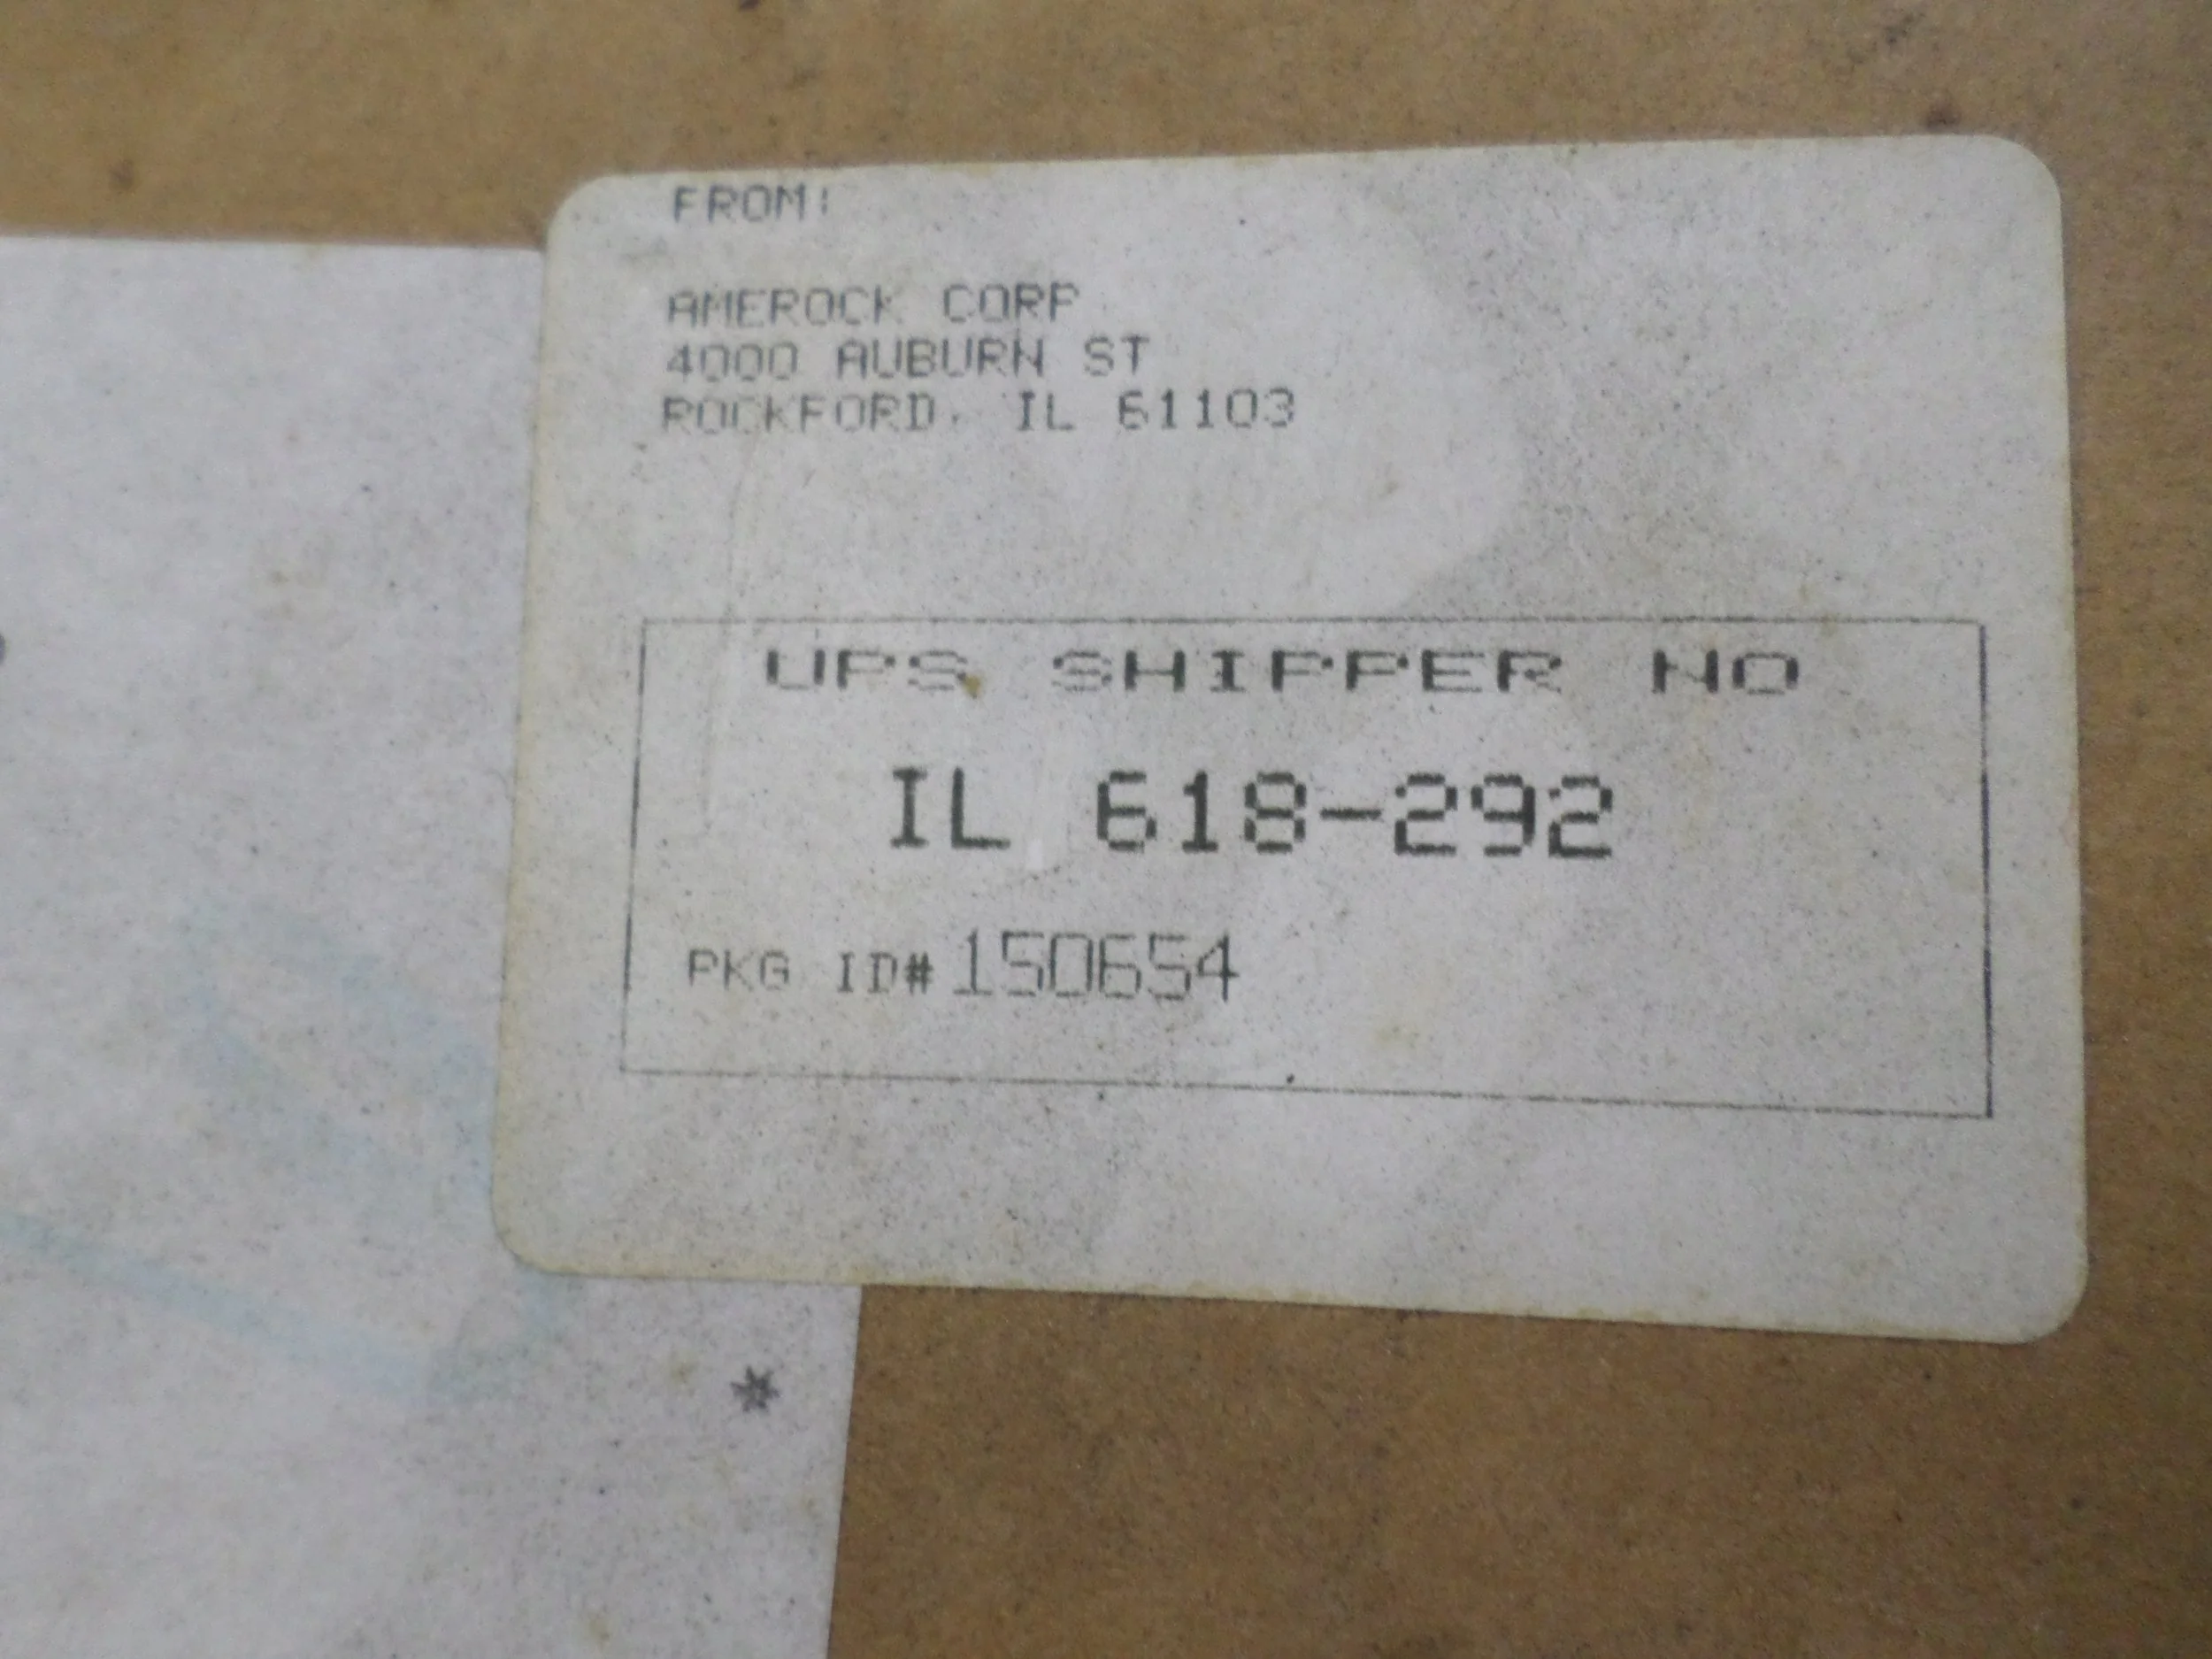 FROM:
AMEROCK CORP
4000 AUBURN ST
ROCKFORD, IL 61103
UPS SHIPPER NO
IL 618-292
PKG ID# 150654
*